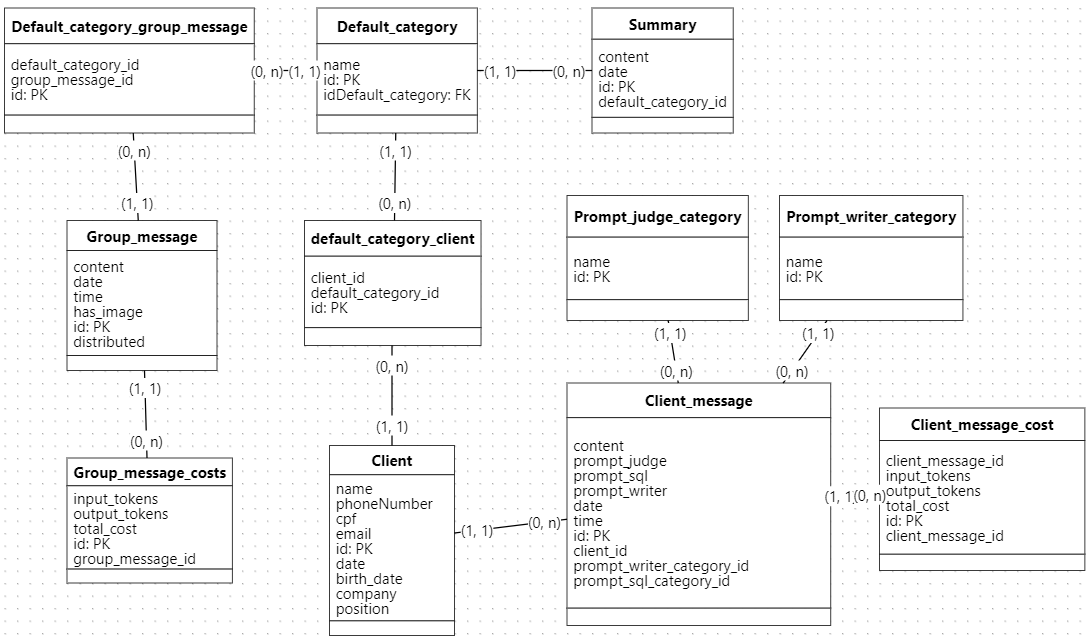 Default_category_group_message
default_category_id
group_message_id
id: PK
(0, n)
(1, 1)
Default_category
name
id: PK
idDefault_category: FK
(1, 1)
(0, n)
Summary
content
date
id: PK
default_category_id
(0, n)
(1, 1)
(1, 1)
(0, n)
Group_message
content
date
time
has_image
id: PK
distributed
default_category_client
client_id
default_category_id
id: PK
Prompt_judge_category
name
id: PK
Prompt_writer_category
name
id: PK
(1, 1)
(0, n)
(0, n)
(1, 1)
(1, 1)
(0, n)
(1, 1)
(0, n)
Group_message_costs
input_tokens
output_tokens
total_cost
id: PK
group_message_id
Client
name
phoneNumber
cpf
email
id: PK
date
birth_date
company
position
(1, 1)
(0, n)
Client_message
content
prompt_judge
prompt_sql
prompt_writer
date
time
id: PK
client_id
prompt_writer_category_id
prompt_sql_category_id
(1, 1)
(0, n)
Client_message_cost
client_message_id
input_tokens
output_tokens
total_cost
id: PK
client_message_id